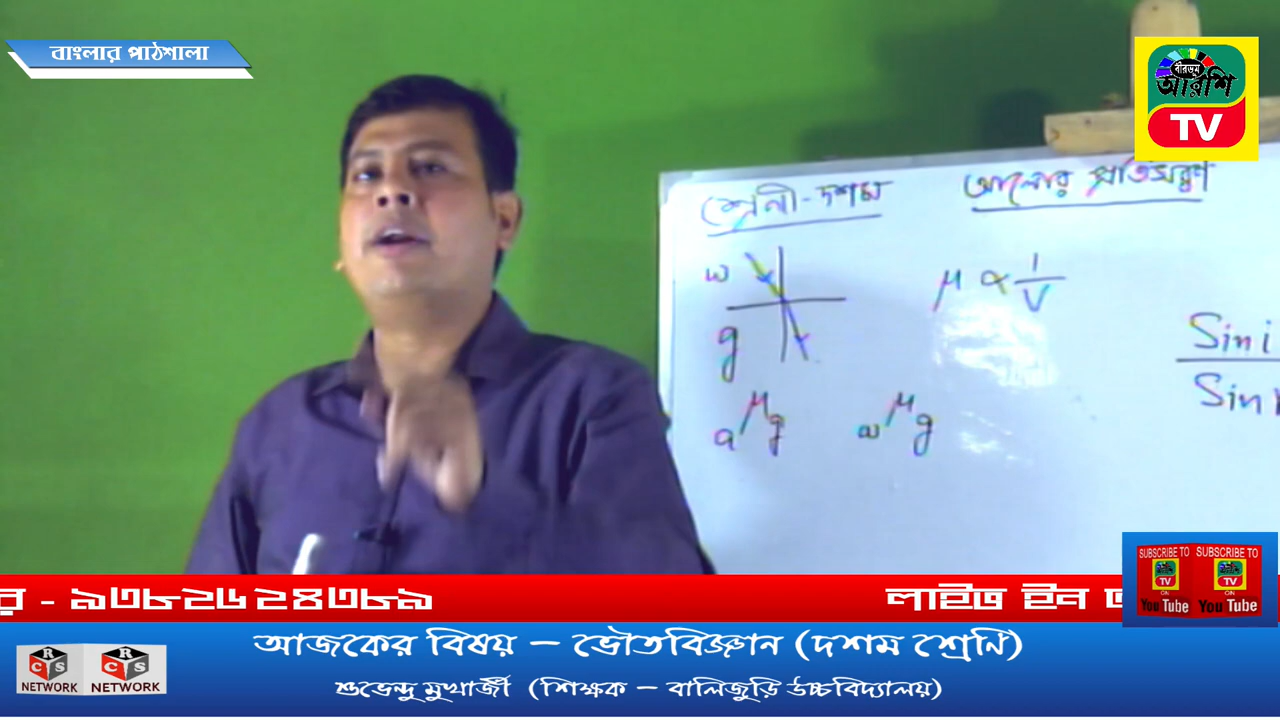 বাংলার পাঠশালা
বীরভূম
আরশি
TV
শ্রেনী - দশম
আলোর প্রতিসরণ
w
g
μ ∝ 1/v
Sin i
Sin
aμg
wμg
SUBSCRIBE TO
TV
ON
You Tube
SUBSCRIBE TO
TV
ON
You Tube
র - ৯৩৮২৬২৪৩৮৯
লাইভ ইন
আজকের বিষয় – ভৌতবিজ্ঞান (দশম শ্রেনি)
RCS
NETWORK
RCS
NETWORK
শুভেন্দু মুখার্জী (শিক্ষক – বালিজুড়ি উচ্চবিদ্যালয়)